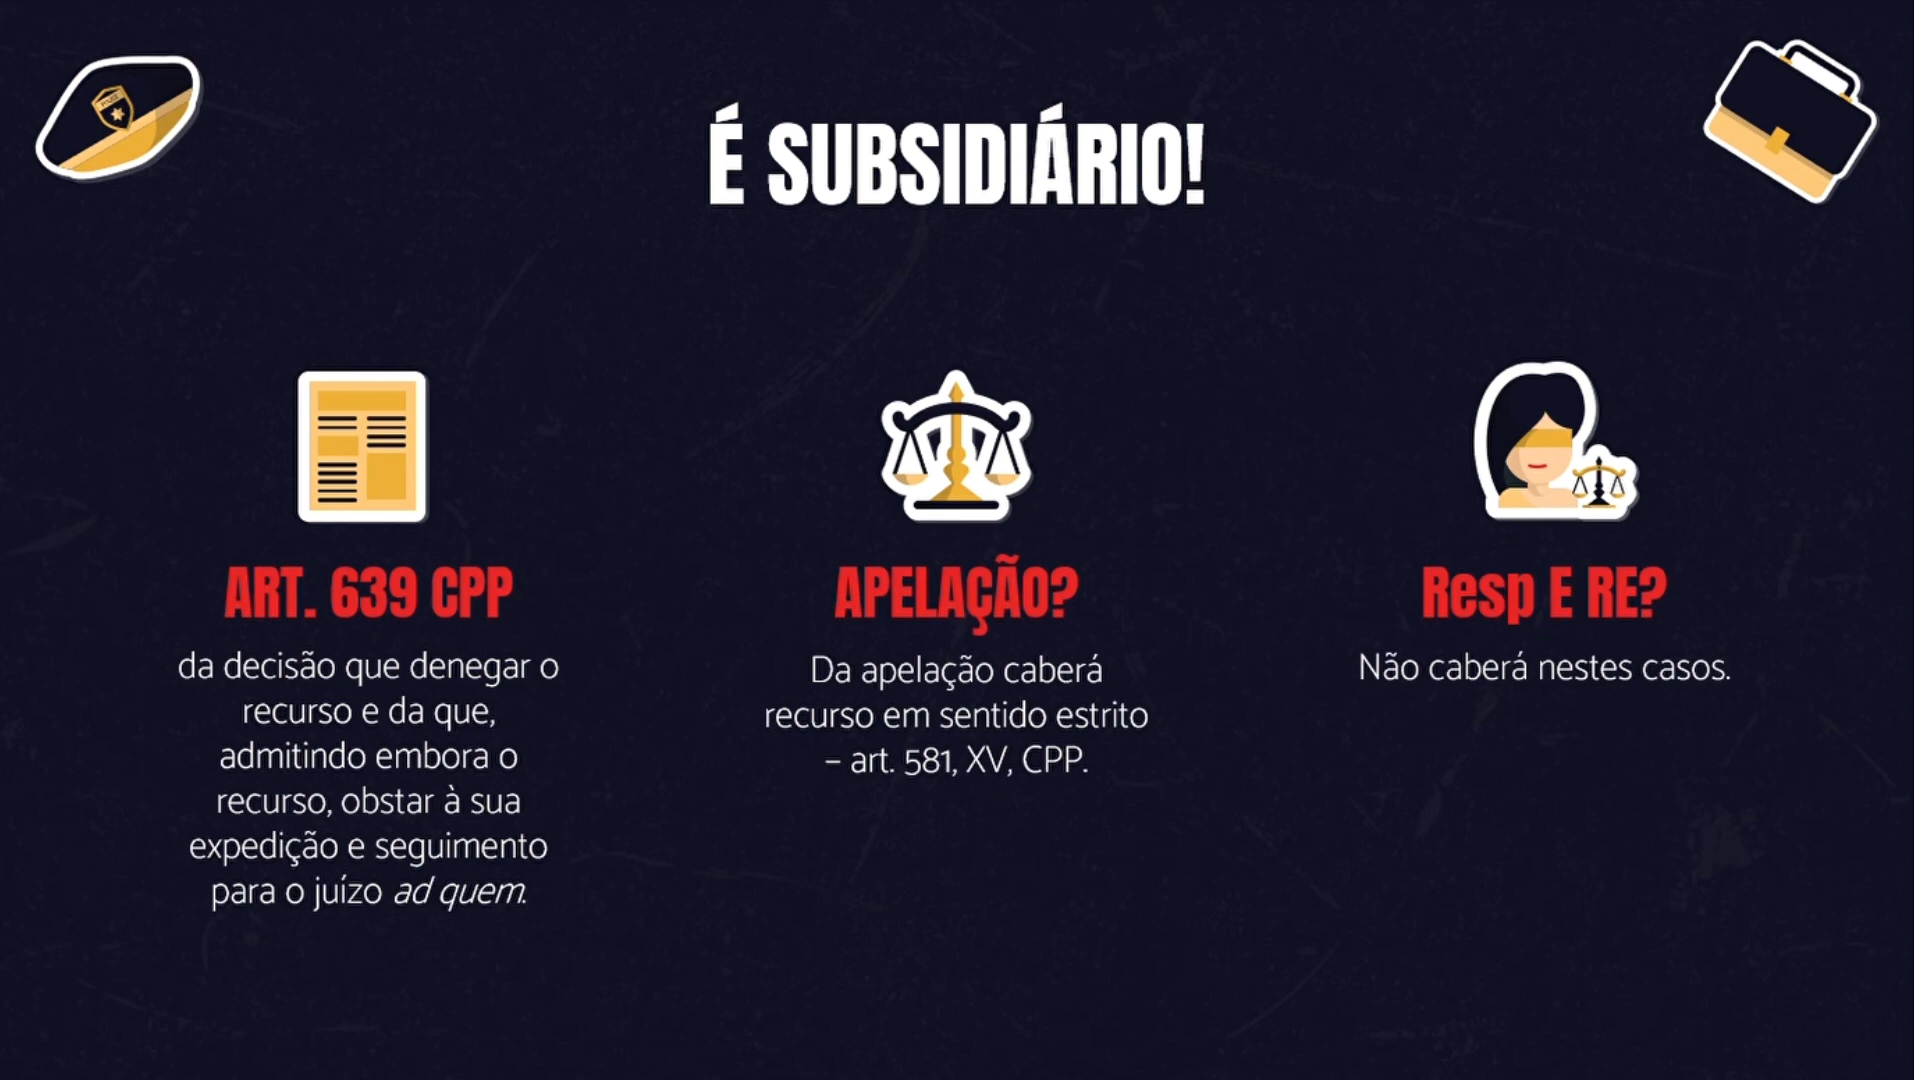 É SUBSIDIÁRIO!
ART. 639 CPP
da decisão que denegar o
recurso e da que,
admitindo embora o
recurso, obstar à sua
expedição e seguimento
para o juízo ad quem.
APELAÇÃO?
Da apelação caberá
recurso em sentido estrito
– art. 581, XV, CPP.
Resp E RE?
Não caberá nestes casos.